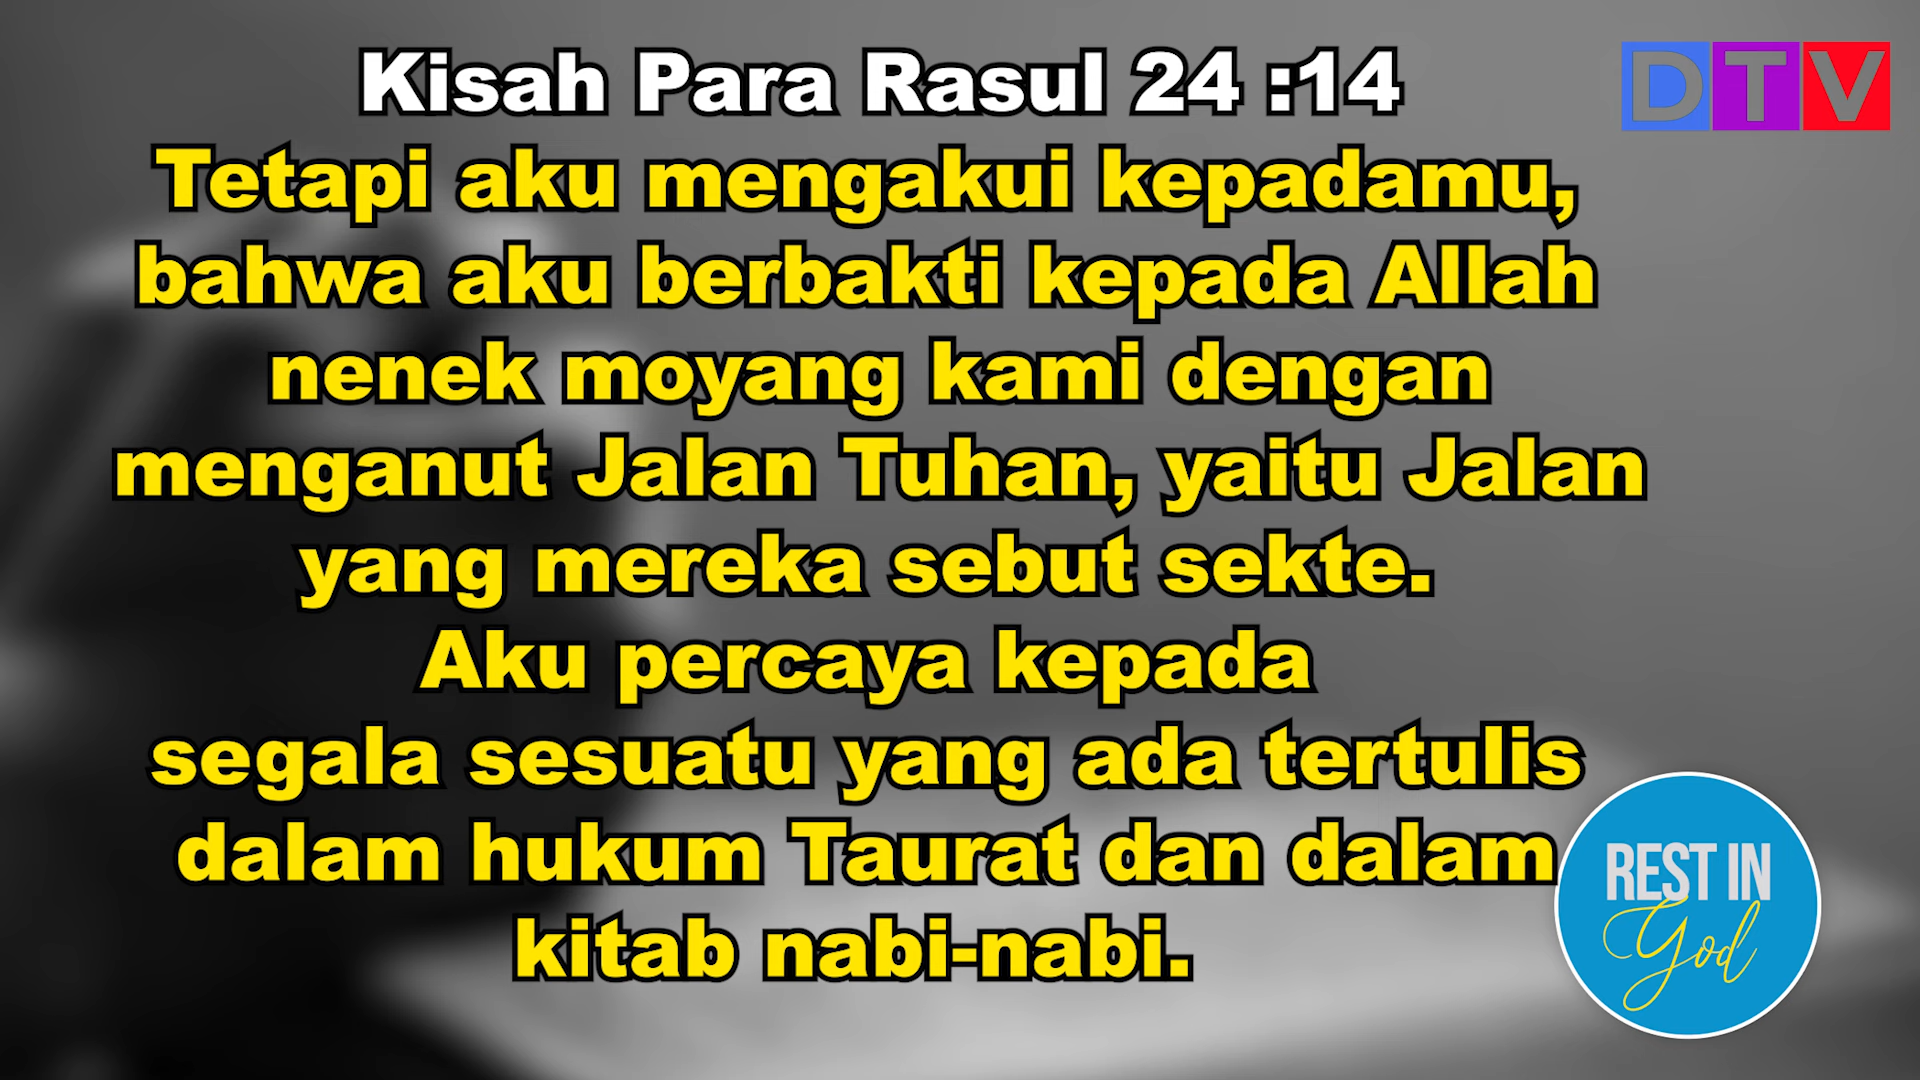 Kisah Para Rasul 24 :14
DTV
Tetapi aku mengakui kepadamu,
bahwa aku berbakti kepada Allah
nenek moyang kami dengan
menganut Jalan Tuhan, yaitu Jalan
yang mereka sebut sekte.
Aku percaya kepada
segala sesuatu yang ada tertulis
dalam hukum Taurat dan dalam
kitab nabi-nabi.
REST IN
God